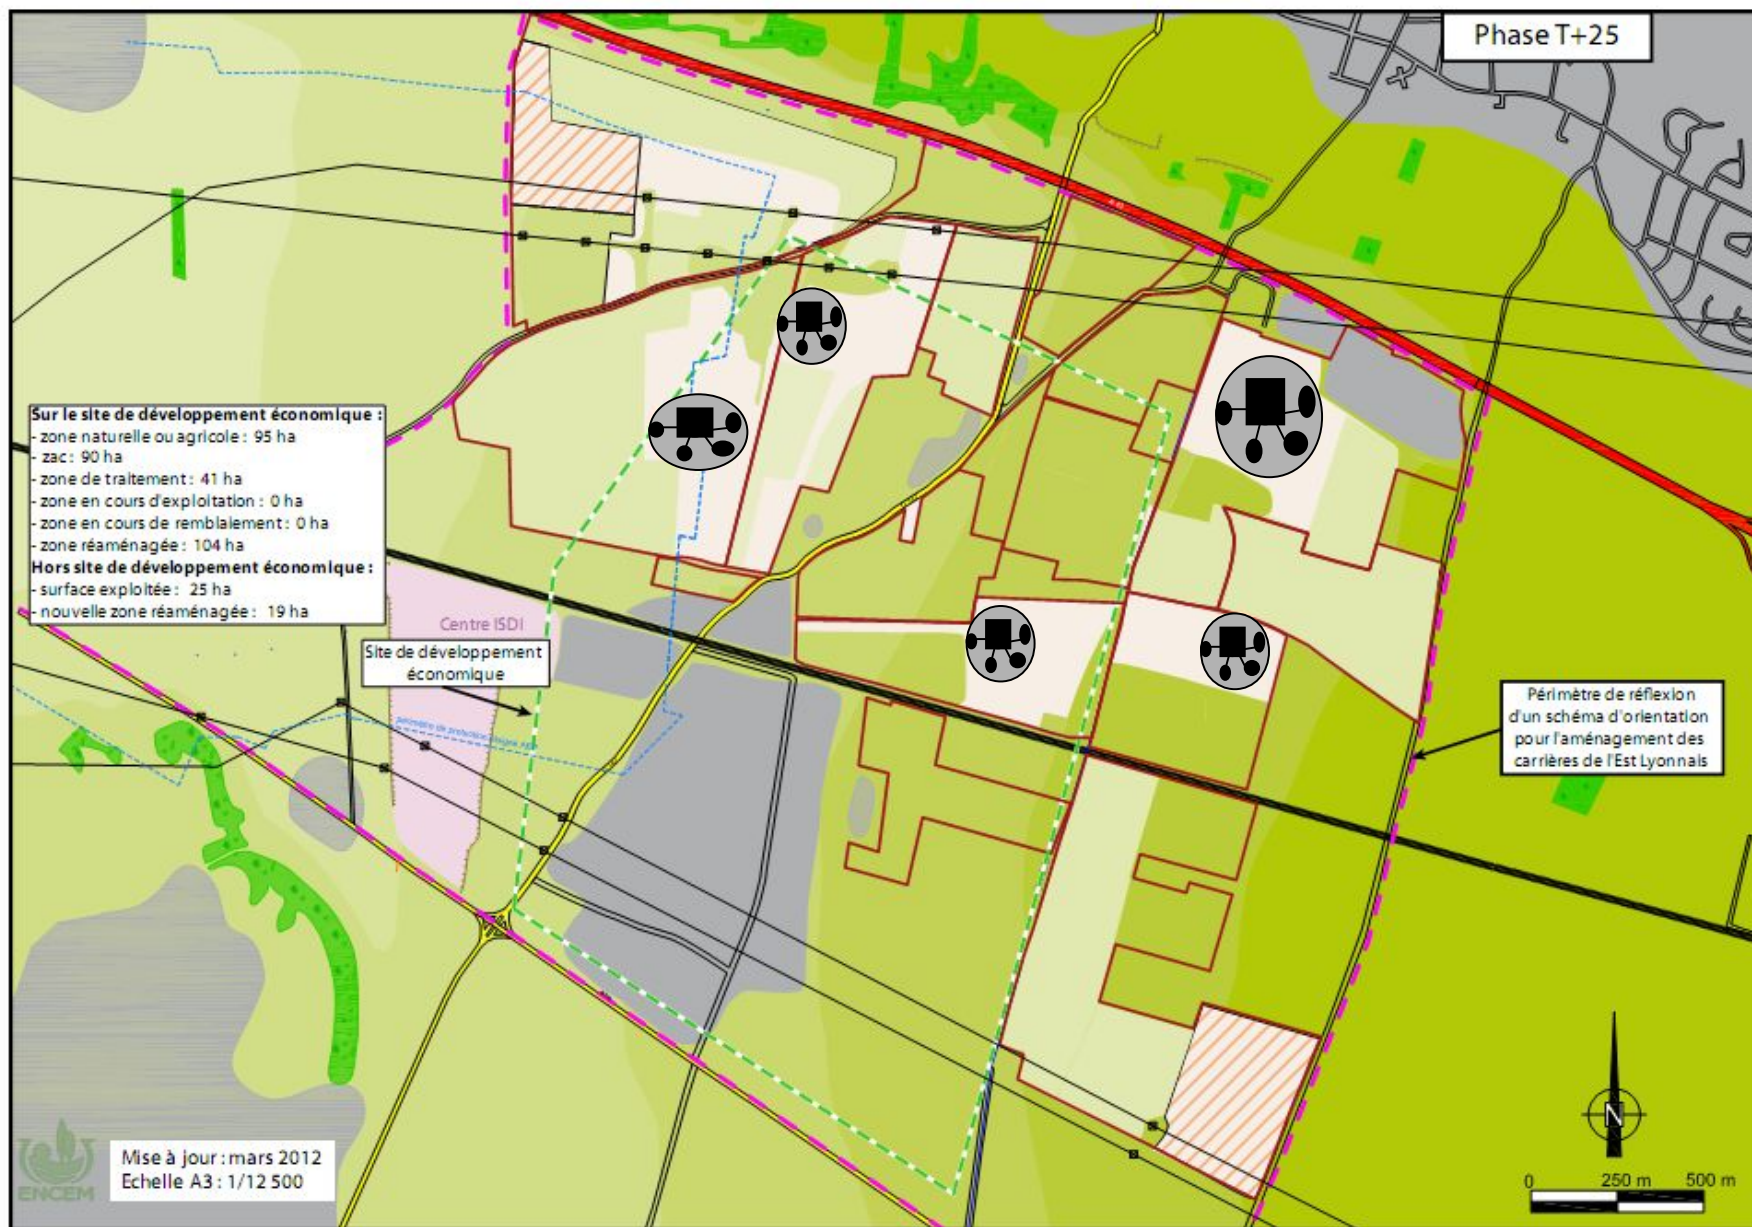 Phase T+25
A 43
Sur le site de développement économique :
- zone naturelle ou agricole : 95 ha
- zac : 90 ha
- zone de traitement : 41 ha
- zone en cours d'exploitation : 0 ha
- zone en cours de remblaiement : 0 ha
- zone réaménagée : 104 ha
Hors site de développement économique :
- surface exploitée : 25 ha
- nouvelle zone réaménagée : 19 ha
Centre ISDI
Site de développement
économique
périmètre de protection
Périmètre de réflexion
d'un schéma d'orientation
pour l'aménagement des
carrières de l'Est Lyonnais
N
0 250 m 500 m
ENCEM
Mise à jour : mars 2012
Echelle A3 : 1/12 500